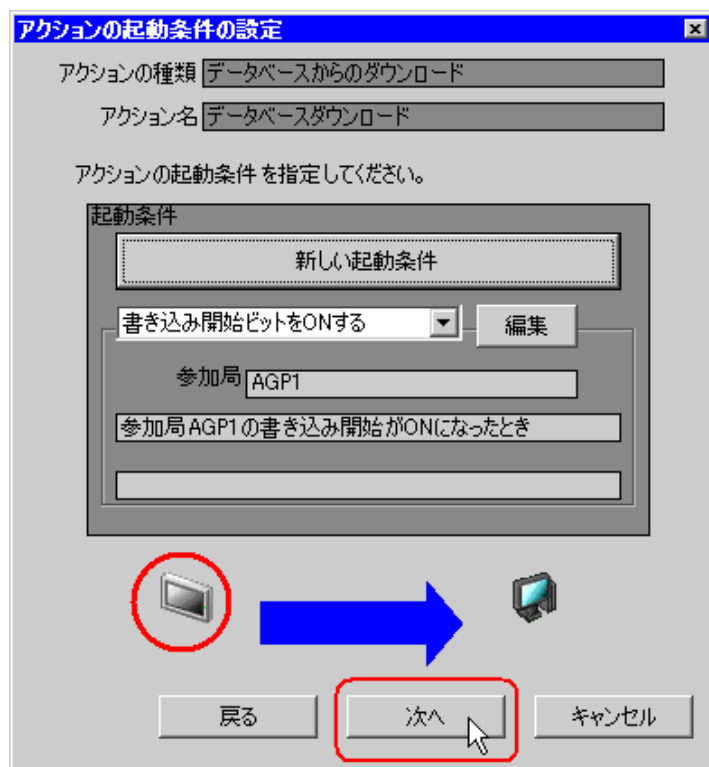 アクションの起動条件の設定
アクションの種類 データベースからのダウンロード
アクション名 データベースダウンロード
アクションの起動条件 を指定してください。
起動条件
新しい起動条件
書き込み開始ビットをONする
編集
参加局 AGP1
参加局 AGP1の書き込み開始がONになったとき
戻る
次へ
キャンセル